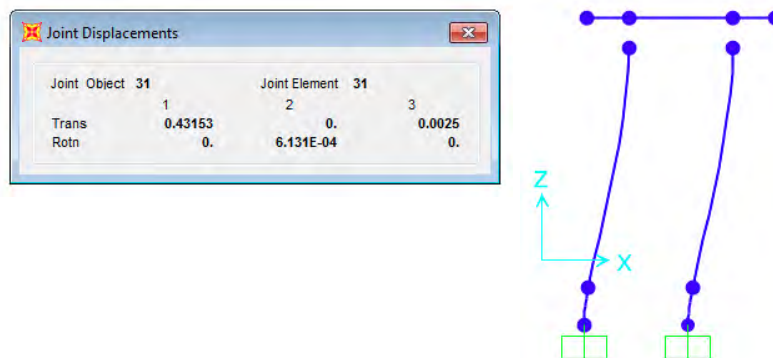 Joint Displacements
Joint Object 31 Joint Element 31
1 2 3
Trans 0.43153 0. 0.0025
Rotn 0. 6.131E-04 0.
Z
X